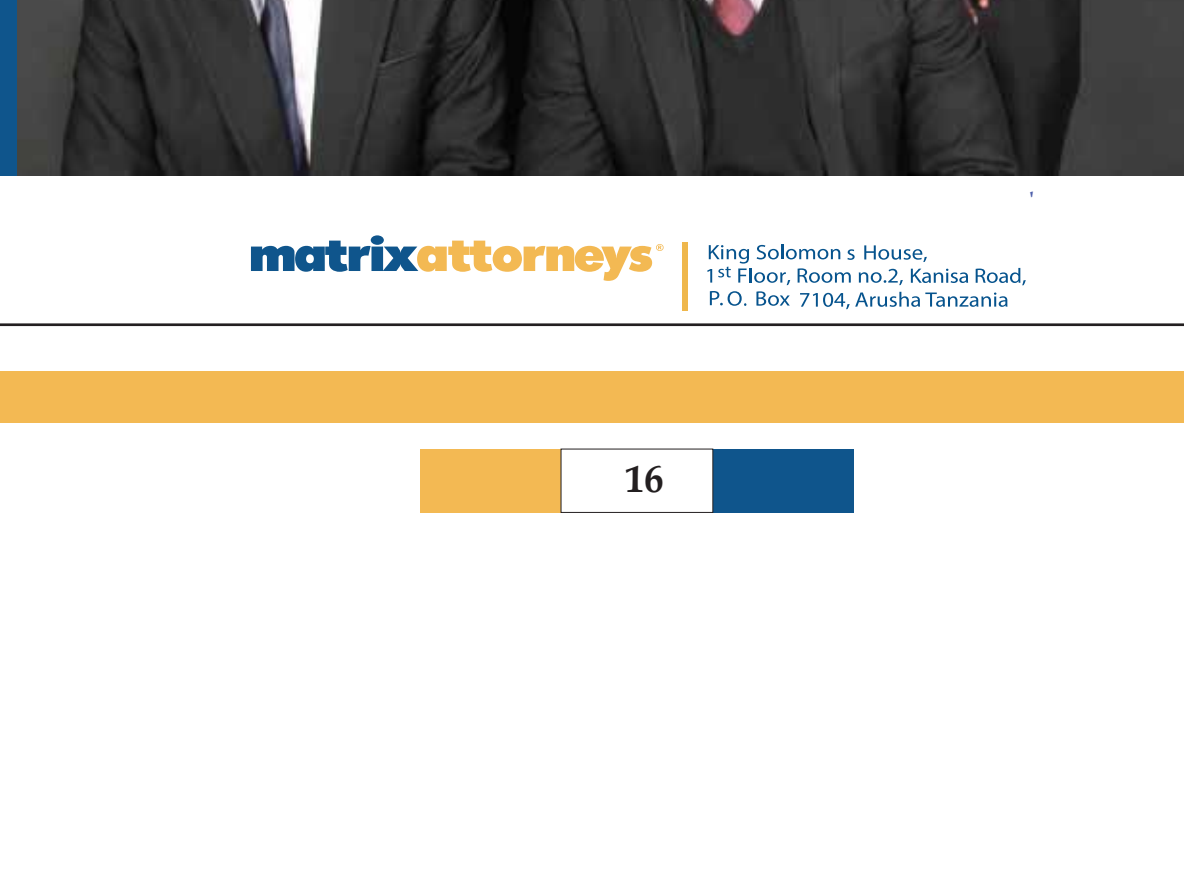 matrixattorneys®
King Solomon s House,
1st Floor, Room no.2, Kanisa Road,
P.O. Box 7104, Arusha Tanzania
16